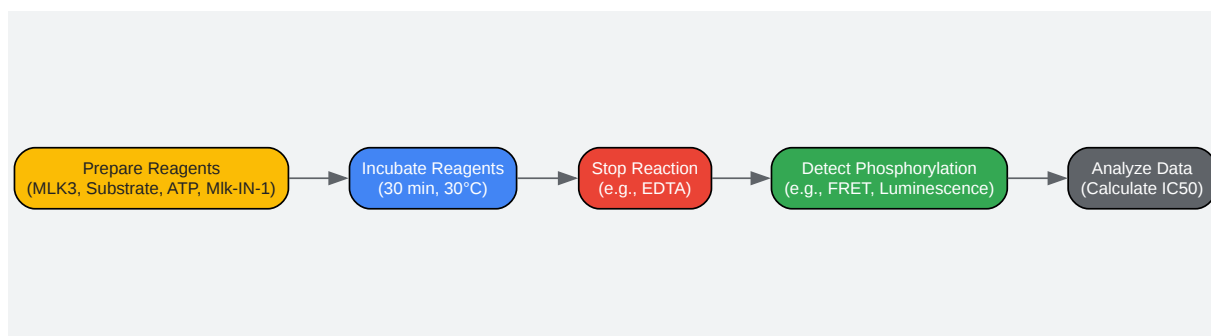 Prepare Reagents
(MLK3, Substrate, ATP, Mlk-IN-1)
Incubate Reagents
(30 min, 30°C)
Stop Reaction
(e.g., EDTA)
Detect Phosphorylation
(e.g., FRET, Luminescence)
Analyze Data
(Calculate IC50)